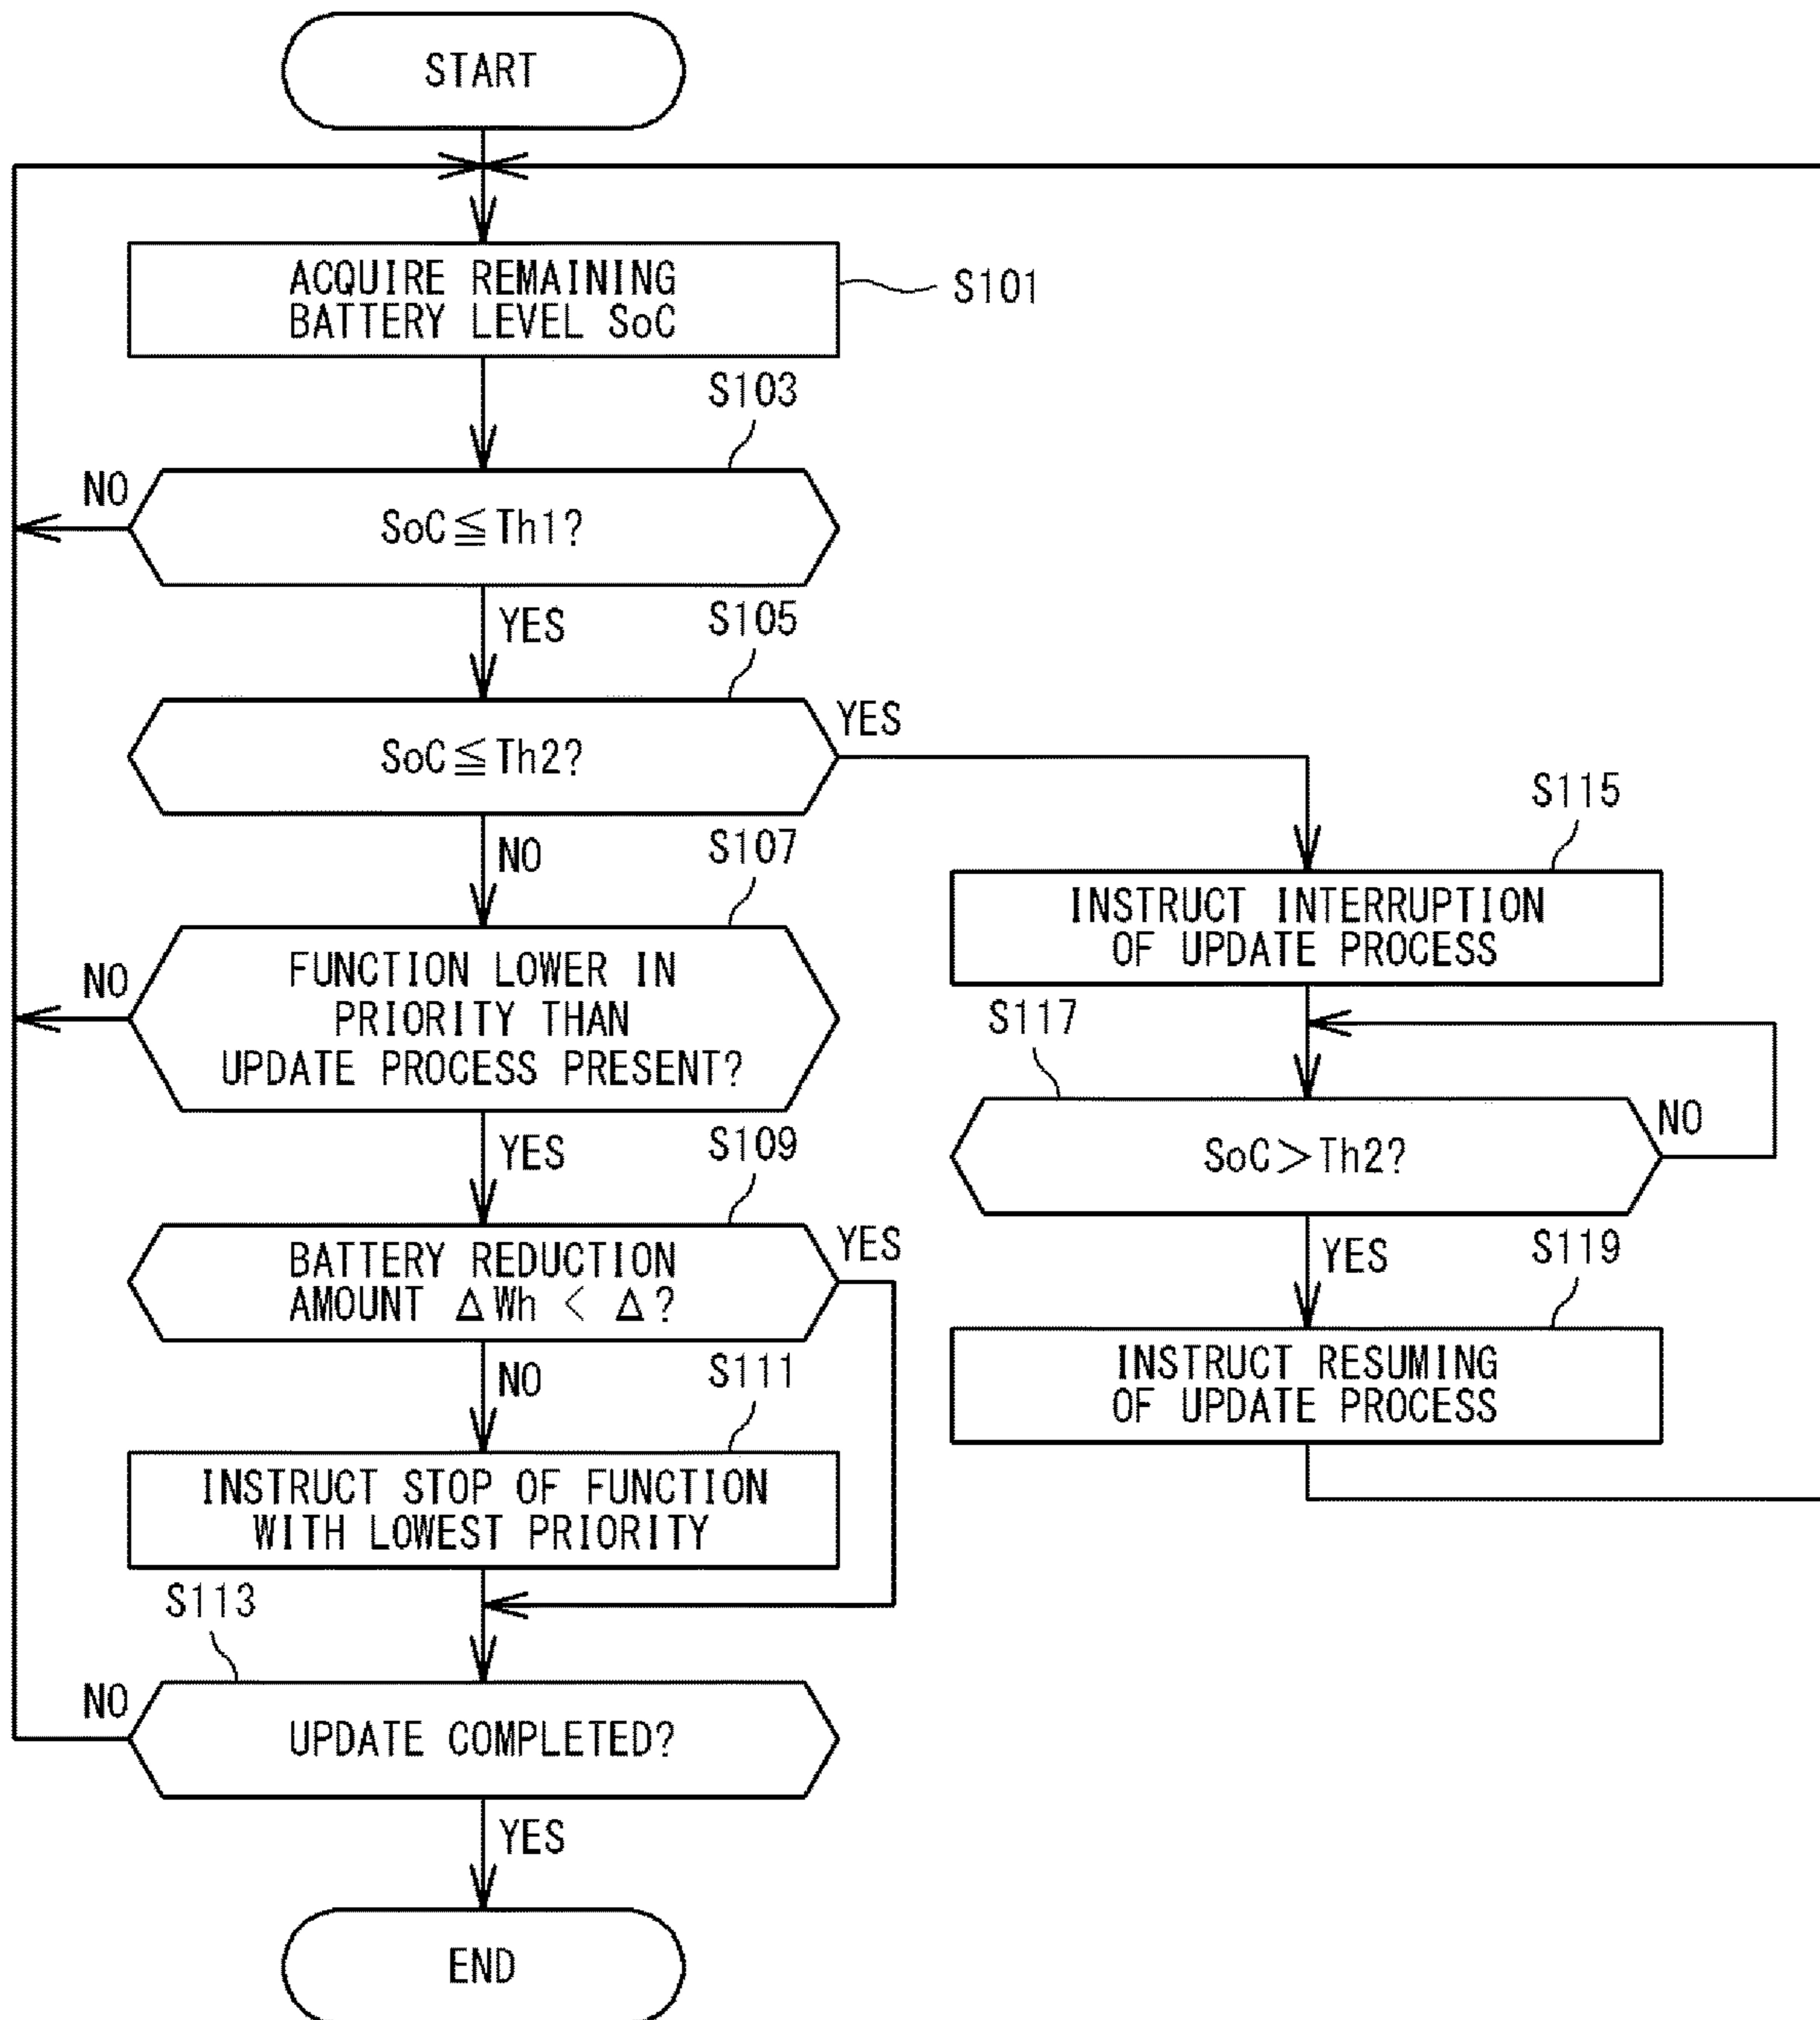 START
ACQUIRE REMAINING
BATTERY LEVEL SoC
S101
S103
SoC≦Th1?
NO
YES
S105
SoC≦Th2?
YES
NO
S107
FUNCTION LOWER IN
PRIORITY THAN
UPDATE PROCESS PRESENT?
NO
YES
S109
BATTERY REDUCTION
AMOUNT ΔWh < Δ?
YES
NO
S111
INSTRUCT STOP OF FUNCTION
WITH LOWEST PRIORITY
S113
UPDATE COMPLETED?
NO
YES
END
S115
INSTRUCT INTERRUPTION
OF UPDATE PROCESS
S117
SoC>Th2?
NO
YES
S119
INSTRUCT RESUMING
OF UPDATE PROCESS